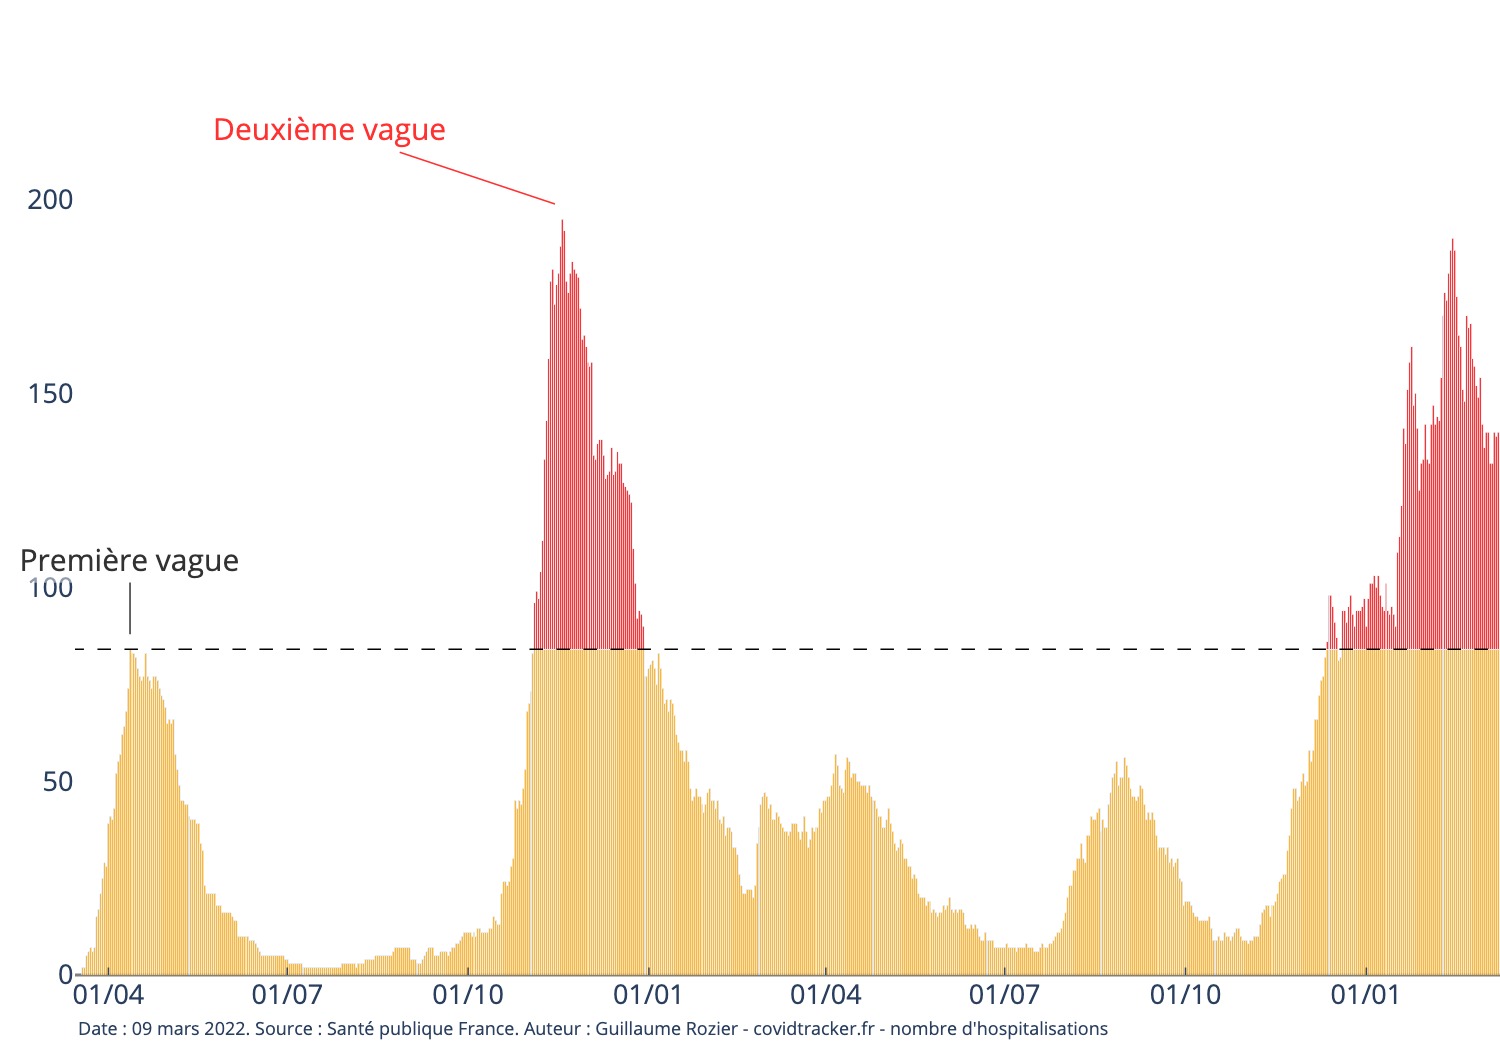 Deuxième vague
200
150
Première vague
100
50
0
01/04 01/07 01/10 01/01 01/04 01/07 01/10 01/01
Date : 09 mars 2022. Source : Santé publique France. Auteur : Guillaume Rozier - covidtracker.fr - nombre d'hospitalisations